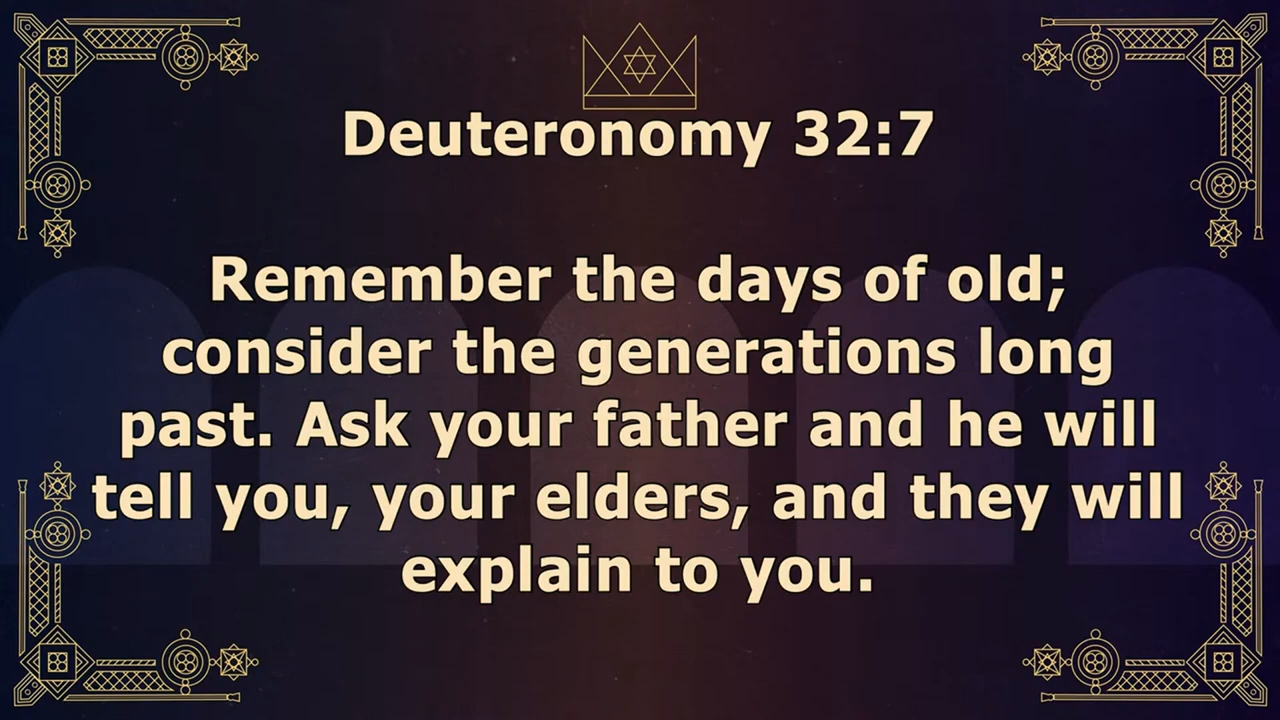 Deuteronomy 32:7
Remember the days of old;
consider the generations long
past. Ask your father and he will
tell you, your elders, and they will
explain to you.